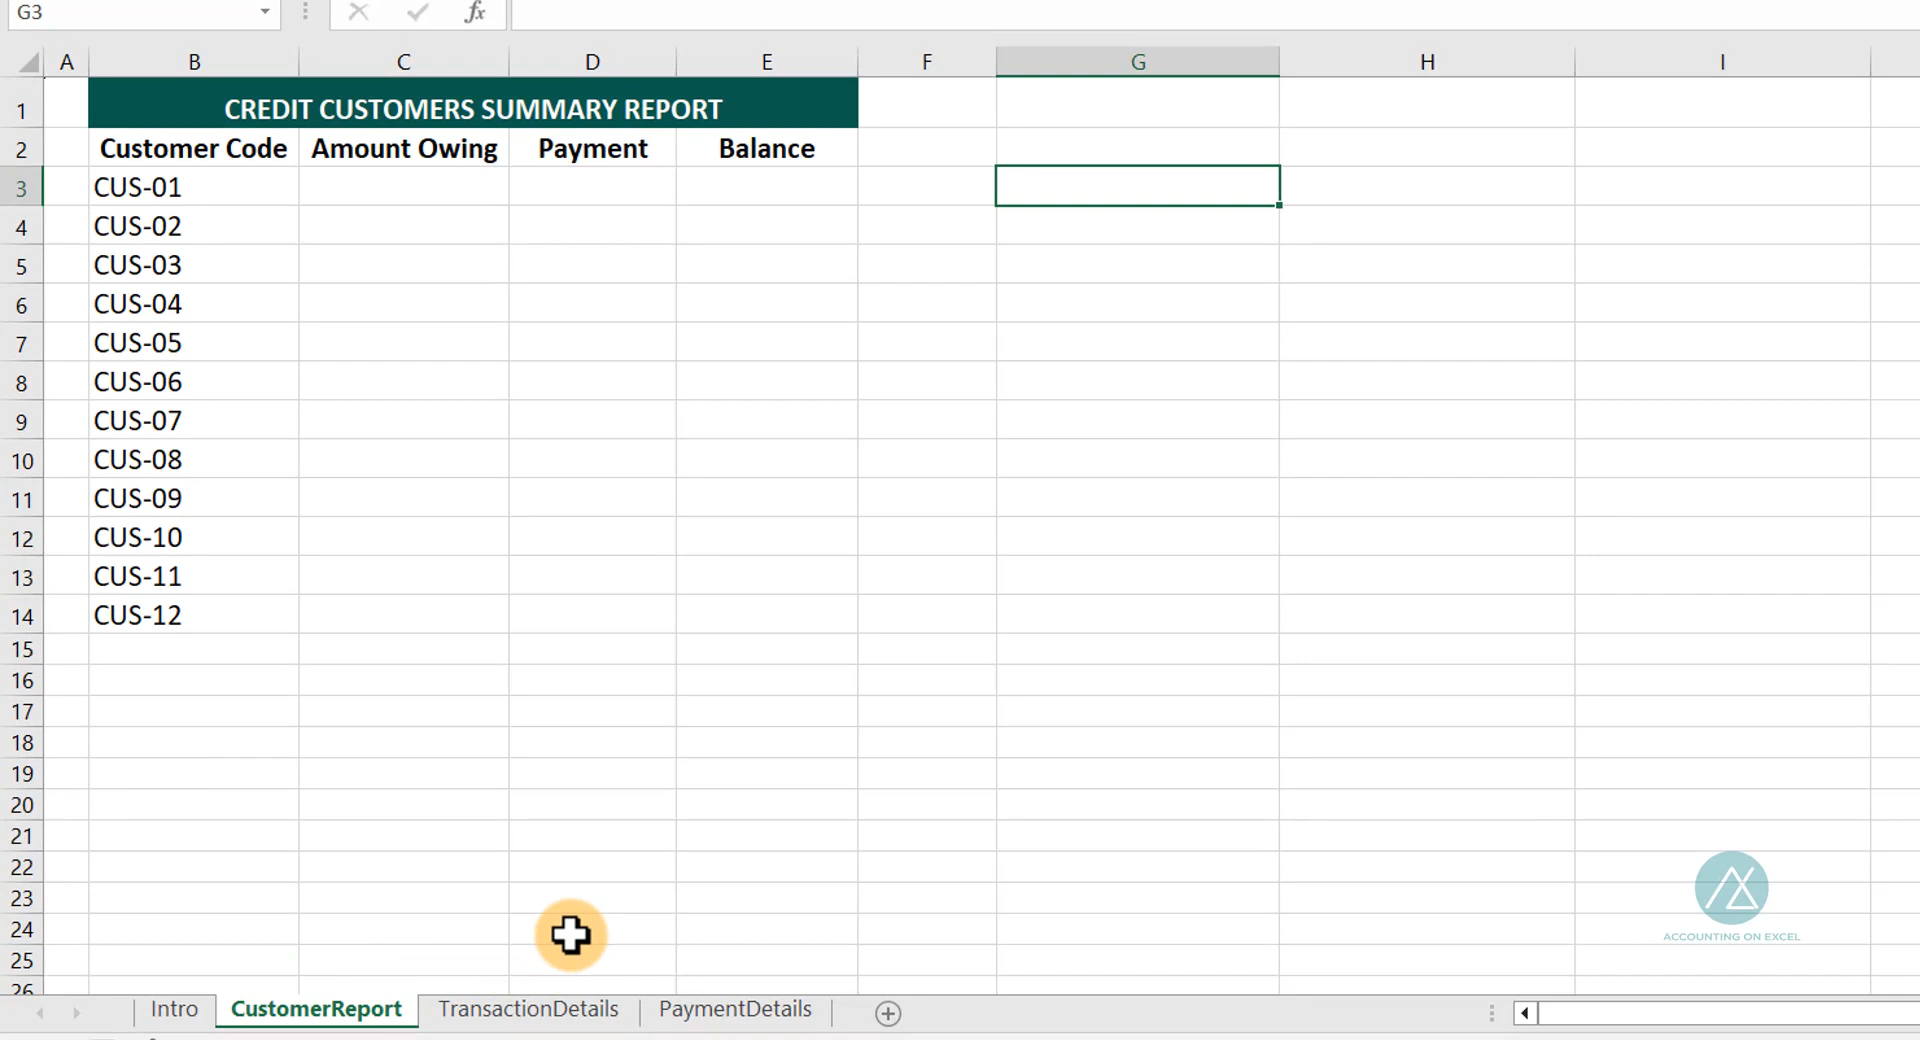 G3
fx
A B C D E F G H I
1 CREDIT CUSTOMERS SUMMARY REPORT
2 Customer Code Amount Owing Payment Balance
3 CUS-01
4 CUS-02
5 CUS-03
6 CUS-04
7 CUS-05
8 CUS-06
9 CUS-07
10 CUS-08
11 CUS-09
12 CUS-10
13 CUS-11
14 CUS-12
15
16
17
18
19
20
21
22
23
24
25
26
ACCOUNTING ON EXCEL
Intro CustomerReport TransactionDetails PaymentDetails